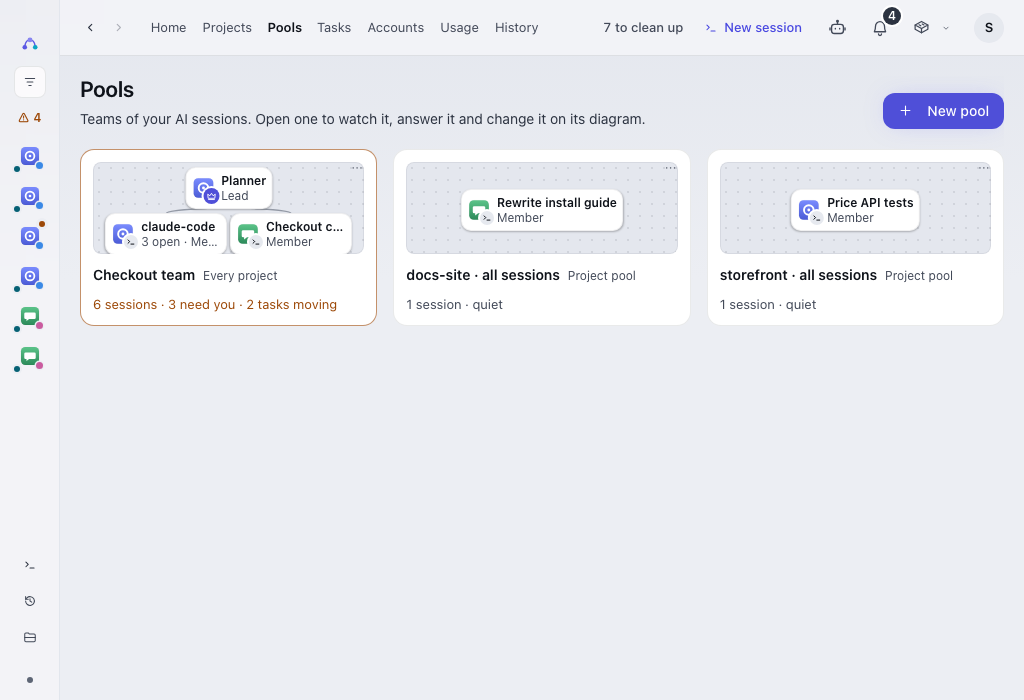 Home Projects Pools Tasks Accounts Usage History 7 to clean up New session 4 S
4
Pools
Teams of your AI sessions. Open one to watch it, answer it and change it on its diagram.
New pool
Planner
Lead
claude-code
3 open · Me...
Checkout c...
Member
Checkout team Every project
6 sessions · 3 need you · 2 tasks moving
Rewrite install guide
Member
docs-site · all sessions Project pool
1 session · quiet
Price API tests
Member
storefront · all sessions Project pool
1 session · quiet